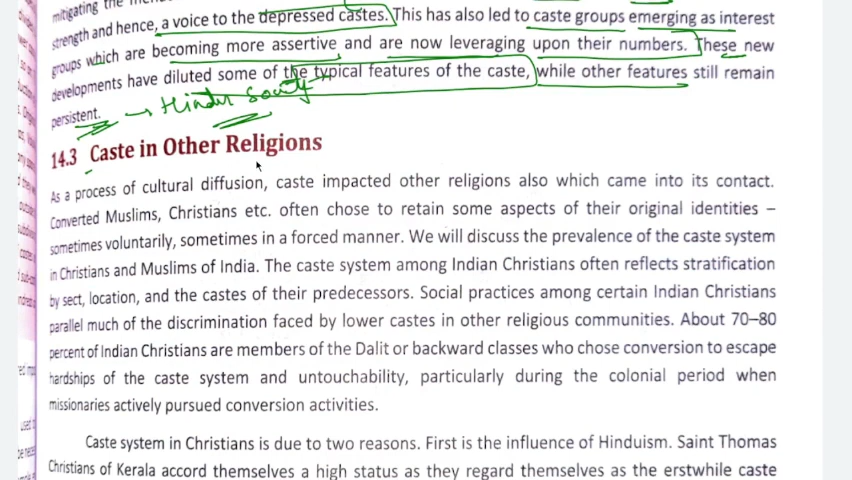 mitigating the
strength and hence, a voice to the depressed castes. This has also led to caste groups emerging as interest
groups which are becoming more assertive and are now leveraging upon their numbers. These new
developments have diluted some of the typical features of the caste, while other features still remain
persistent. → Hindu Society
14.3 Caste in Other Religions
As a process of cultural diffusion, caste impacted other religions also which came into its contact.
Converted Muslims, Christians etc. often chose to retain some aspects of their original identities –
sometimes voluntarily, sometimes in a forced manner. We will discuss the prevalence of the caste system
in Christians and Muslims of India. The caste system among Indian Christians often reflects stratification
by sect, location, and the castes of their predecessors. Social practices among certain Indian Christians
parallel much of the discrimination faced by lower castes in other religious communities. About 70–80
percent of Indian Christians are members of the Dalit or backward classes who chose conversion to escape
hardships of the caste system and untouchability, particularly during the colonial period when
missionaries actively pursued conversion activities.
Caste system in Christians is due to two reasons. First is the influence of Hinduism. Saint Thomas
Christians of Kerala accord themselves a high status as they regard themselves as the erstwhile caste